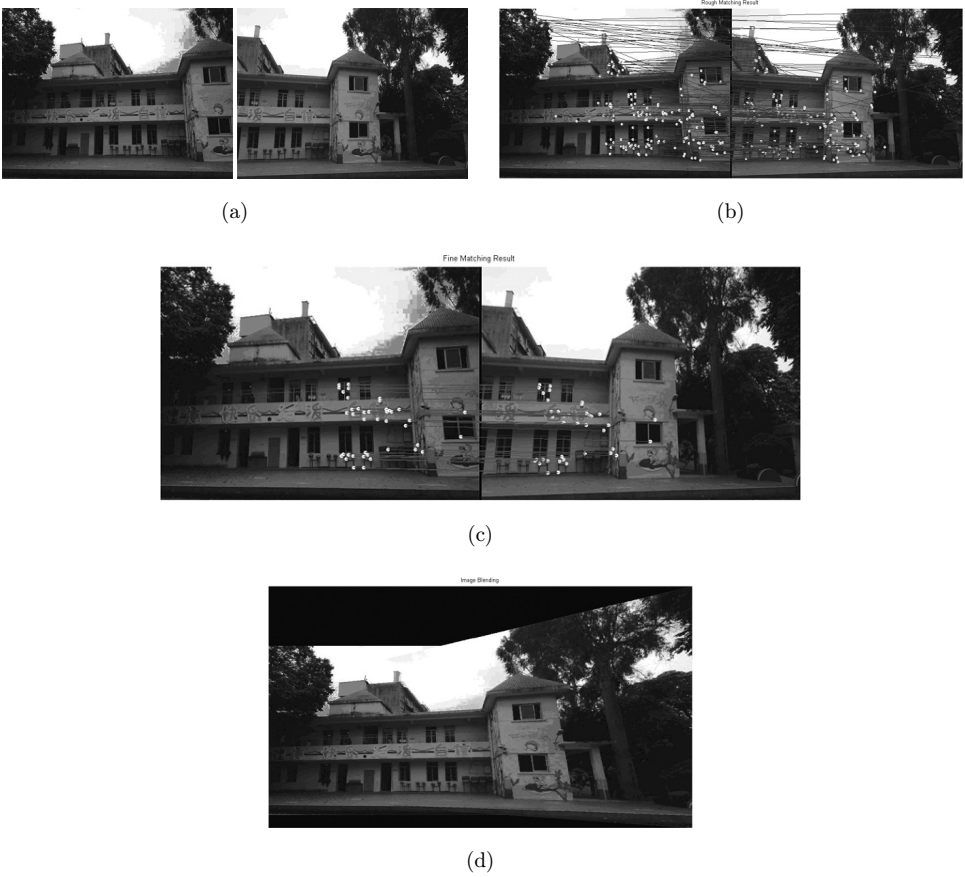 Rough Matching Result
(a)
(b)
Fine Matching Result
(c)
Image Blending
(d)